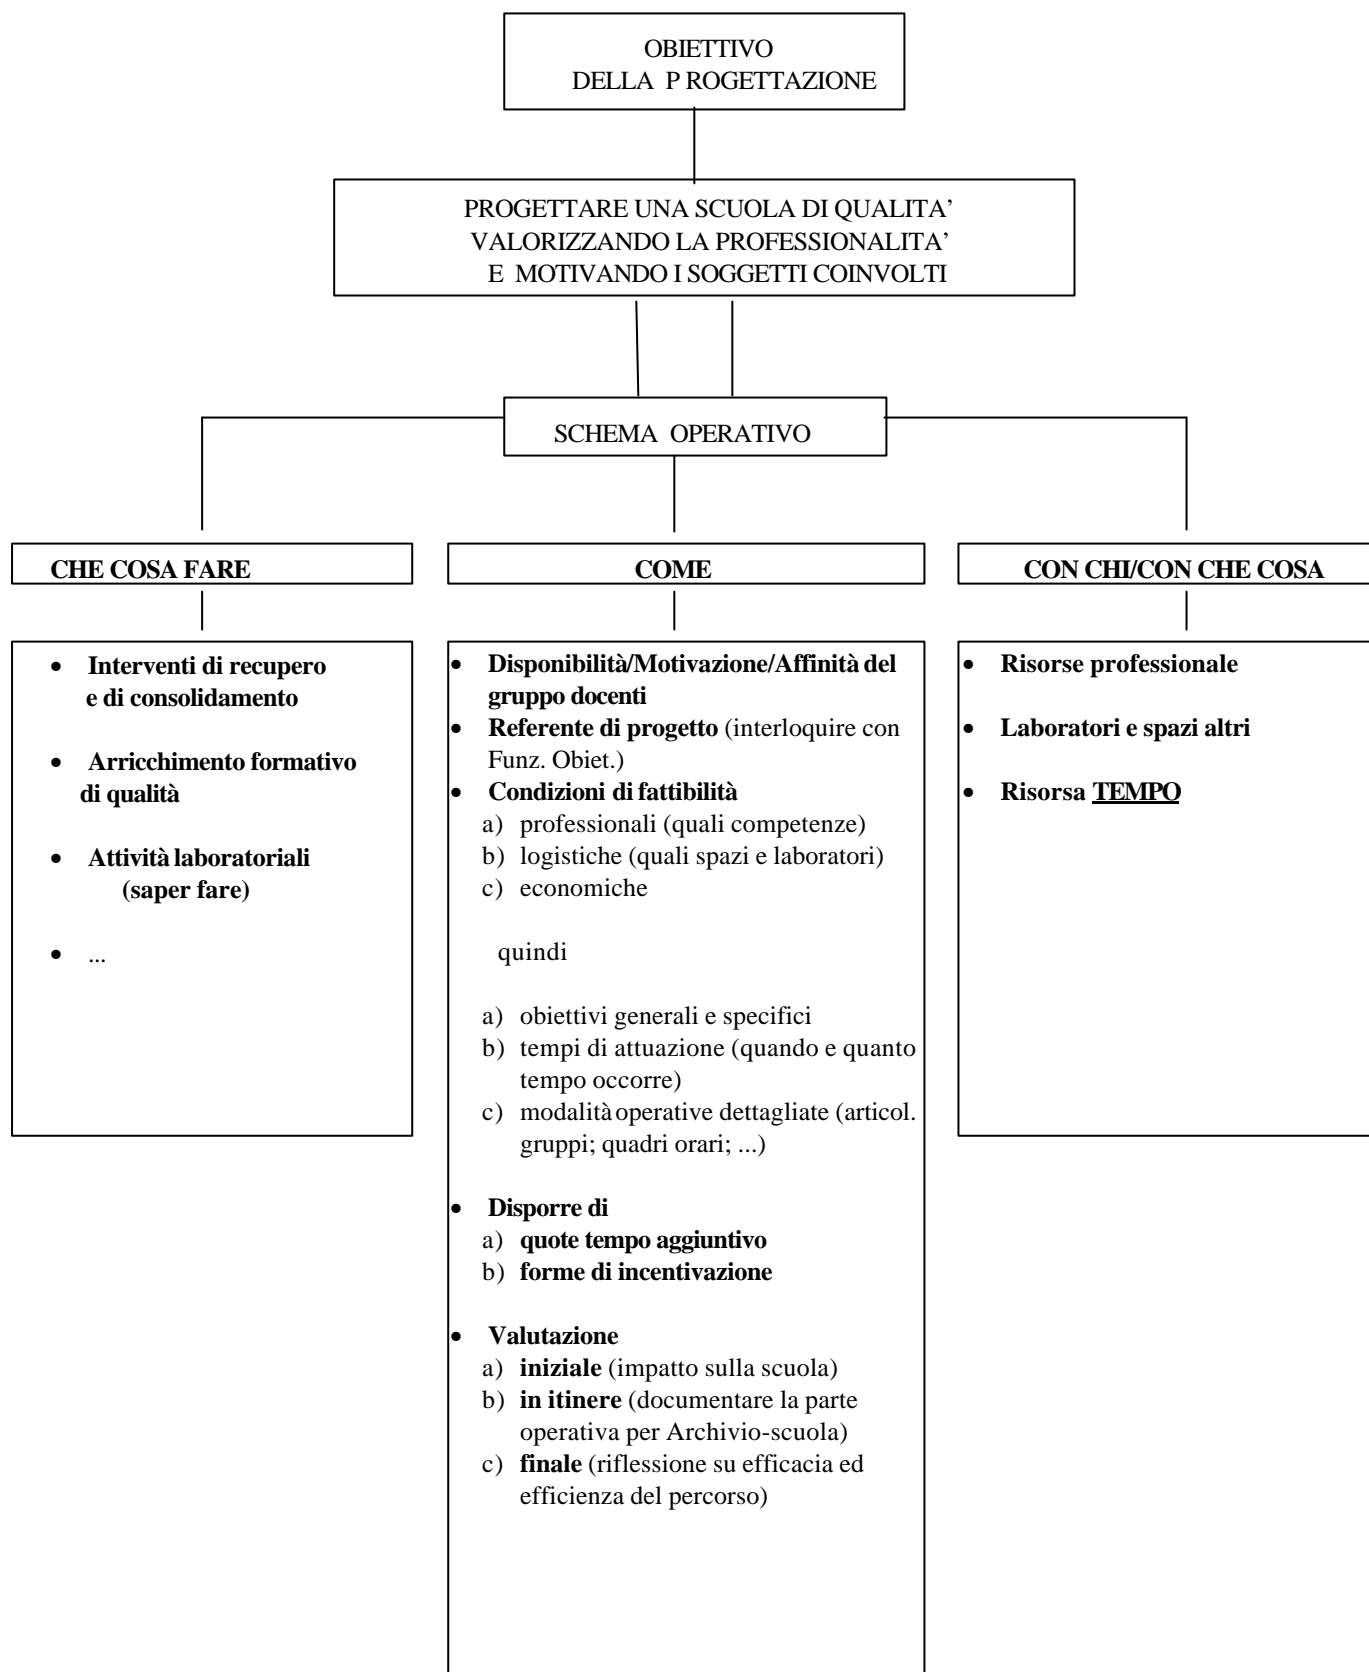 OBIETTIVO
DELLA P ROGETTAZIONE
PROGETTARE UNA SCUOLA DI QUALITA’
VALORIZZANDO LA PROFESSIONALITA’
E MOTIVANDO I SOGGETTI COINVOLTI
SCHEMA OPERATIVO
CHE COSA FARE
• Interventi di recupero
e di consolidamento
• Arricchimento formativo
di qualità
• Attività laboratoriali
(saper fare)
• ...
COME
• Disponibilità/Motivazione/Affinità del
gruppo docenti
• Referente di progetto (interloquire con
Funz. Obiet.)
• Condizioni di fattibilità
a) professionali (quali competenze)
b) logistiche (quali spazi e laboratori)
c) economiche
quindi
a) obiettivi generali e specifici
b) tempi di attuazione (quando e quanto
tempo occorre)
c) modalità operative dettagliate (articol.
gruppi; quadri orari; ...)
• Disporre di
a) quote tempo aggiuntivo
b) forme di incentivazione
• Valutazione
a) iniziale (impatto sulla scuola)
b) in itinere (documentare la parte
operativa per Archivio-scuola)
c) finale (riflessione su efficacia ed
efficienza del percorso)
CON CHI/CON CHE COSA
• Risorse professionale
• Laboratori e spazi altri
• Risorsa TEMPO